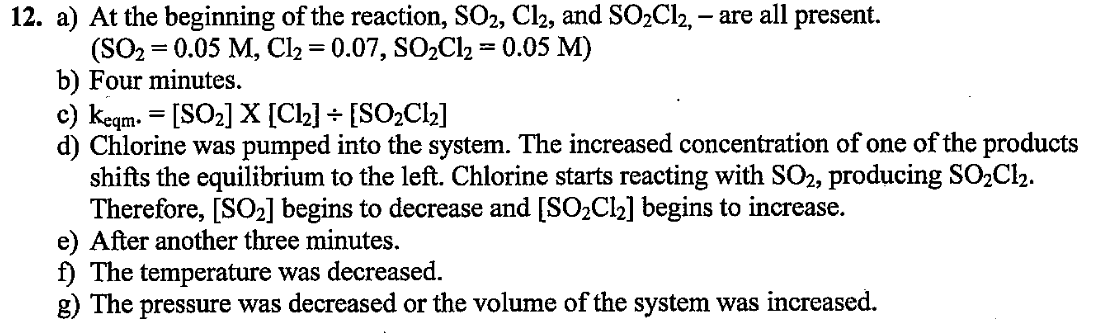 12. a) At the beginning of the reaction, SO₂, Cl₂, and SO₂Cl₂, – are all present.
(SO₂ = 0.05 M, Cl₂ = 0.07, SO₂Cl₂ = 0.05 M)
b) Four minutes.
c) kₑqₘ. = [SO₂] X [Cl₂] ÷ [SO₂Cl₂]
d) Chlorine was pumped into the system. The increased concentration of one of the products
shifts the equilibrium to the left. Chlorine starts reacting with SO₂, producing SO₂Cl₂.
Therefore, [SO₂] begins to decrease and [SO₂Cl₂] begins to increase.
e) After another three minutes.
f) The temperature was decreased.
g) The pressure was decreased or the volume of the system was increased.